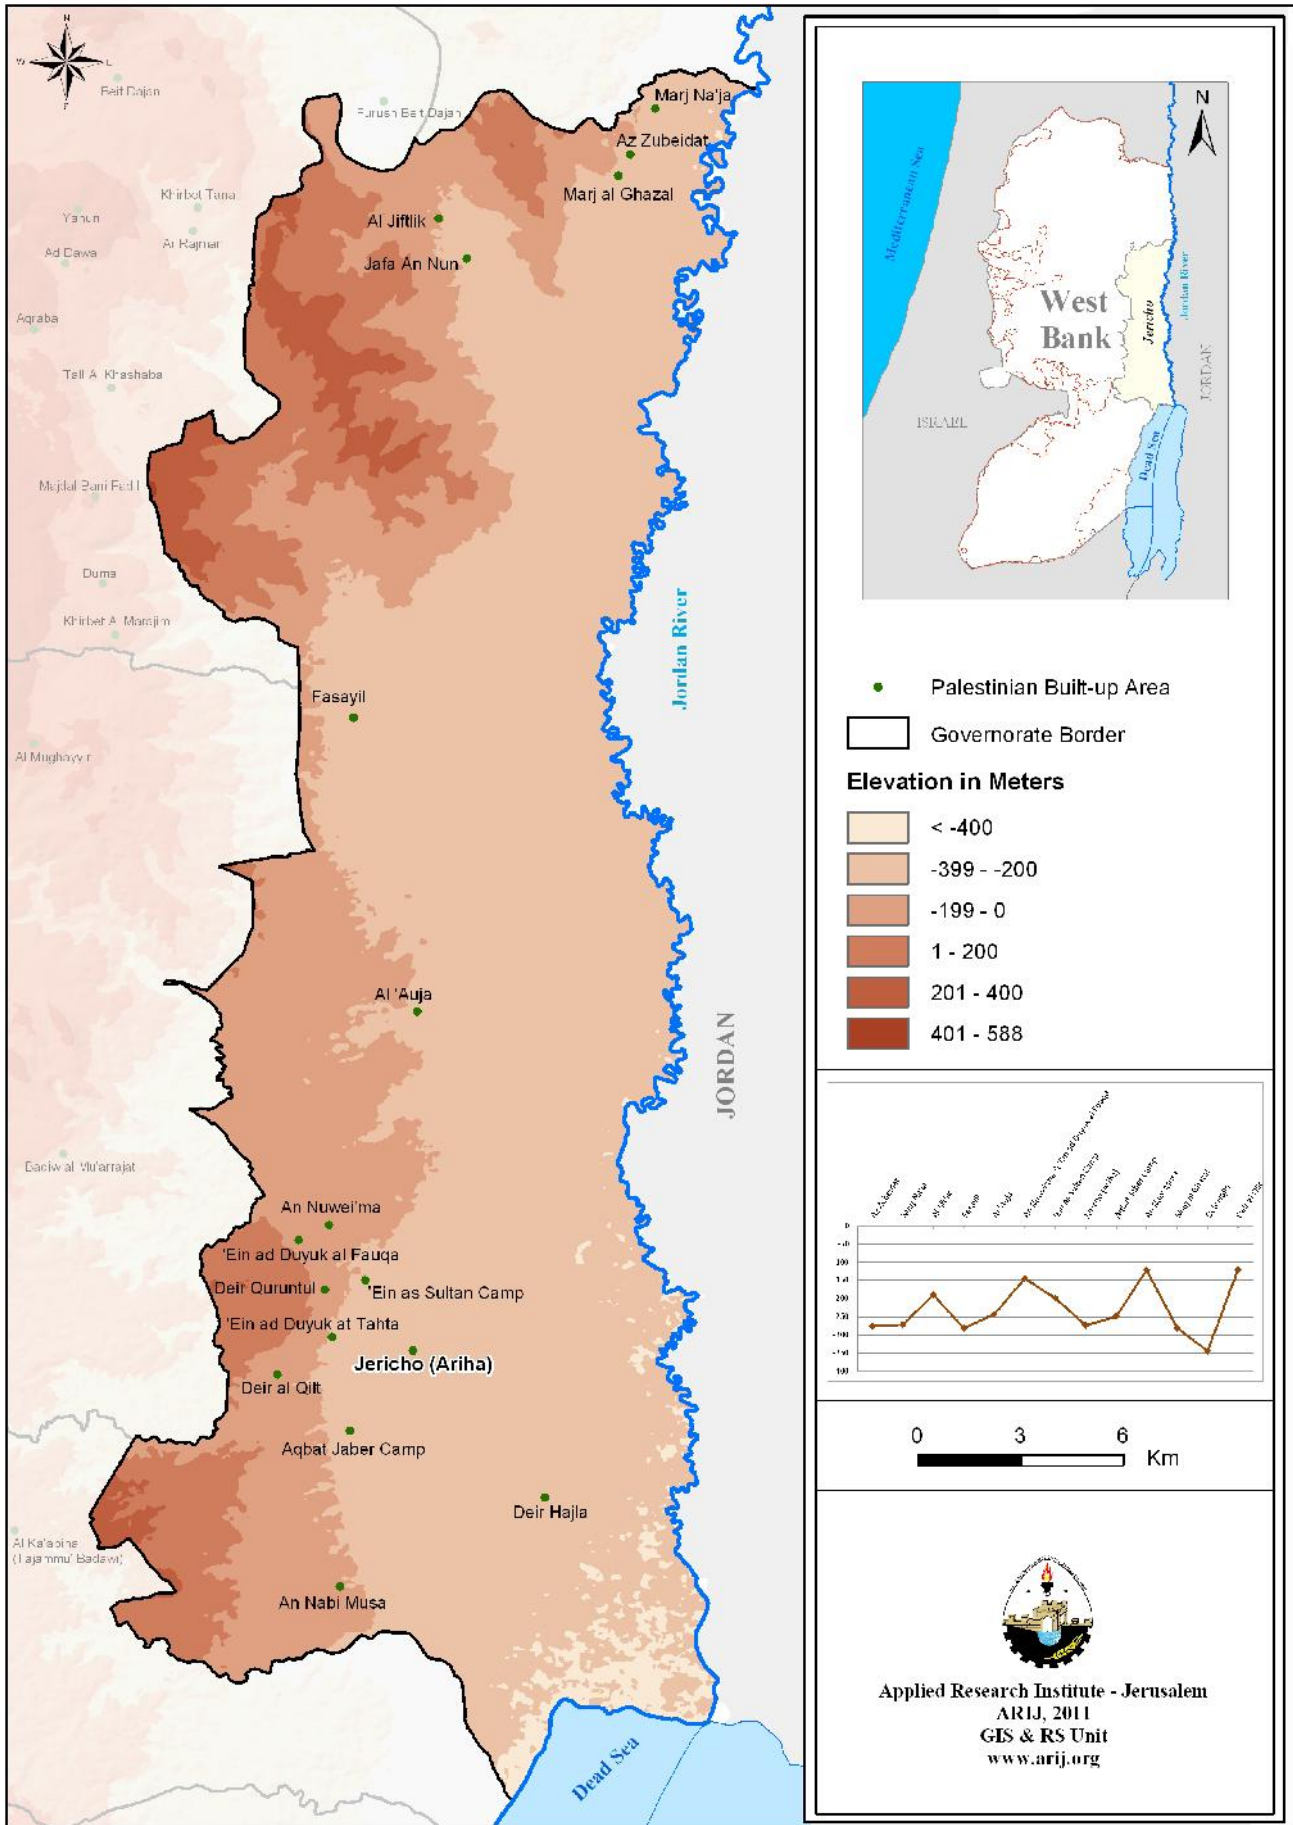 N
W
Beit Dajan
Furush Beit Dajan
Marj Na'ja
Az Zubeidat
Marj al Ghazal
Khirbet Tana
Yanun
Al Jiftlik
Ar Rajman
Ad Dawa
Jafa An Nun
Aqraba
Tall Al Khashaba
Majdal Bani Fadil
Duma
Khirbet Al Marajim
Jordan River
Fasayil
Al Mughayyir
Al 'Auja
JORDAN
An Nuwei'ma
'Ein ad Duyuk al Fauqa
Deir Quruntul
'Ein as Sultan Camp
'Ein ad Duyuk at Tahta
Jericho (Ariha)
Deir al Qilt
Aqbat Jaber Camp
Deir Hajla
Al Ka'abina
(Tajammu' Badawi)
An Nabi Musa
Dead Sea
N
Mediterranean Sea
West
Bank
Jericho
Jordan River
JORDAN
ISRAEL
Dead Sea
Palestinian Built-up Area
Governorate Border
Elevation in Meters
< -400
-399 - -200
-199 - 0
1 - 200
201 - 400
401 - 588
0 3 6
Km
Applied Research Institute - Jerusalem
ARIJ, 2011
GIS & RS Unit
www.arij.org